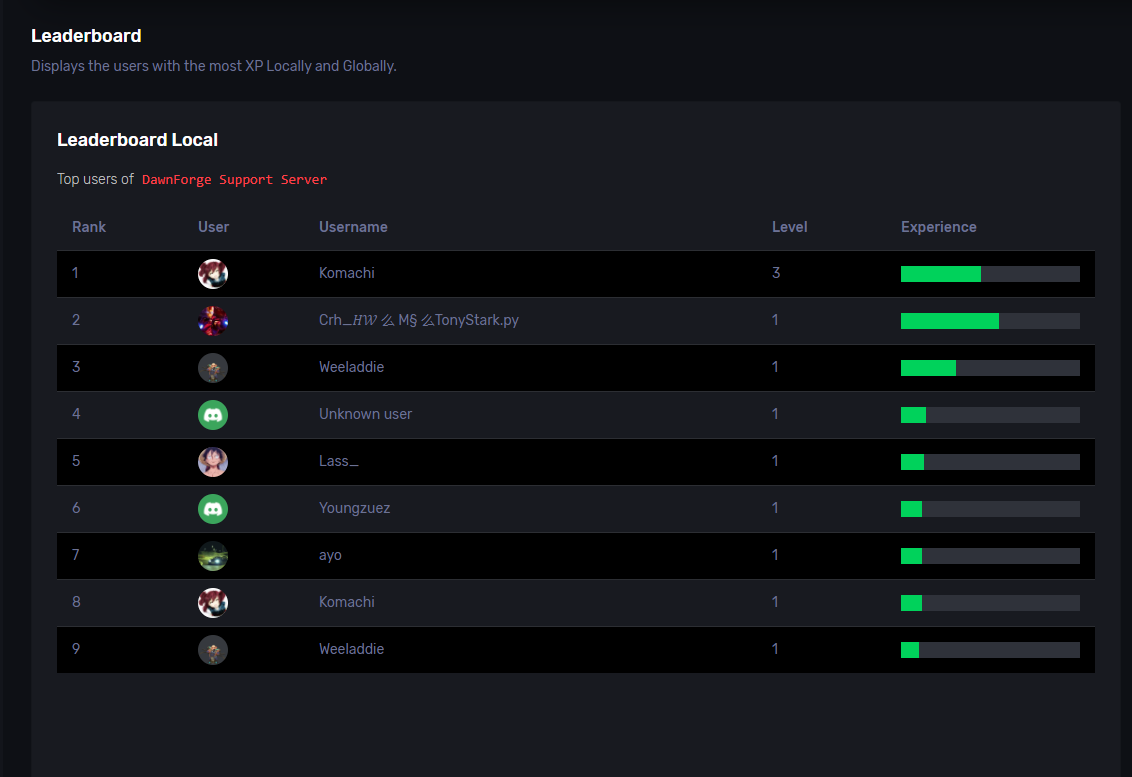 Leaderboard
Displays the users with the most XP Locally and Globally.
Leaderboard Local
Top users of DawnForge Support Server
Rank User Username Level Experience
1 Komachi 3
2 Crh_𝐻𝑊 么 M§ 么TonyStark.py 1
3 Weeladdie 1
4 Unknown user 1
5 Lass_ 1
6 Youngzuez 1
7 ayo 1
8 Komachi 1
9 Weeladdie 1